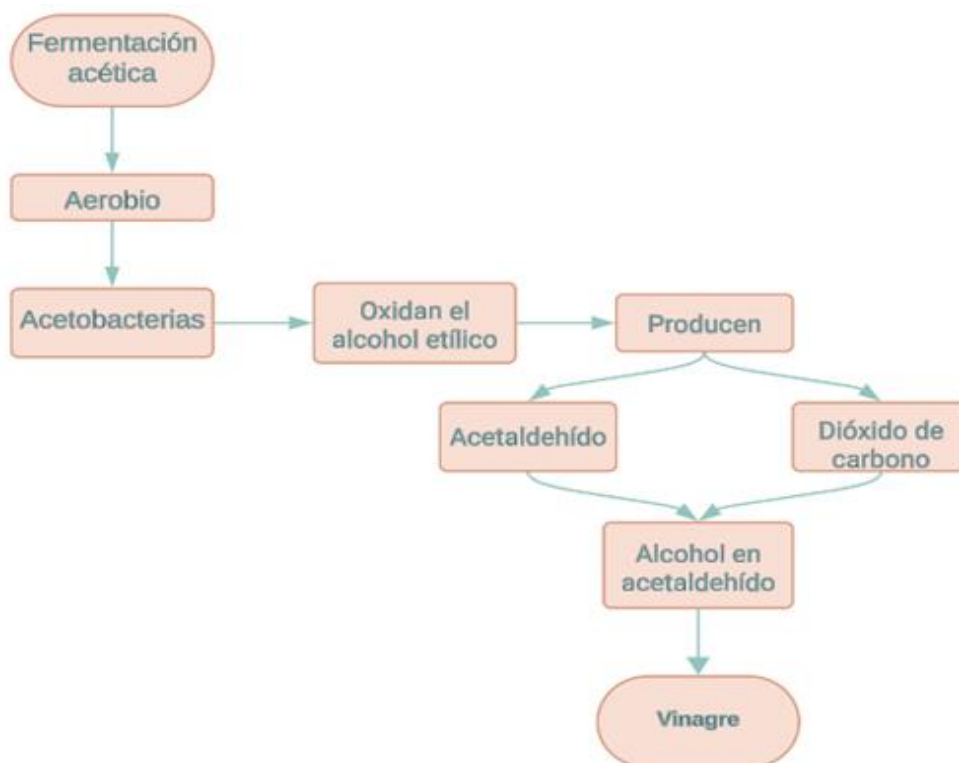 Fermentación
acética
Aerobio
Acetobacterias
Oxidan el
alcohol etílico
Producen
Acetaldehído
Dióxido de
carbono
Alcohol en
acetaldehído
Vinagre